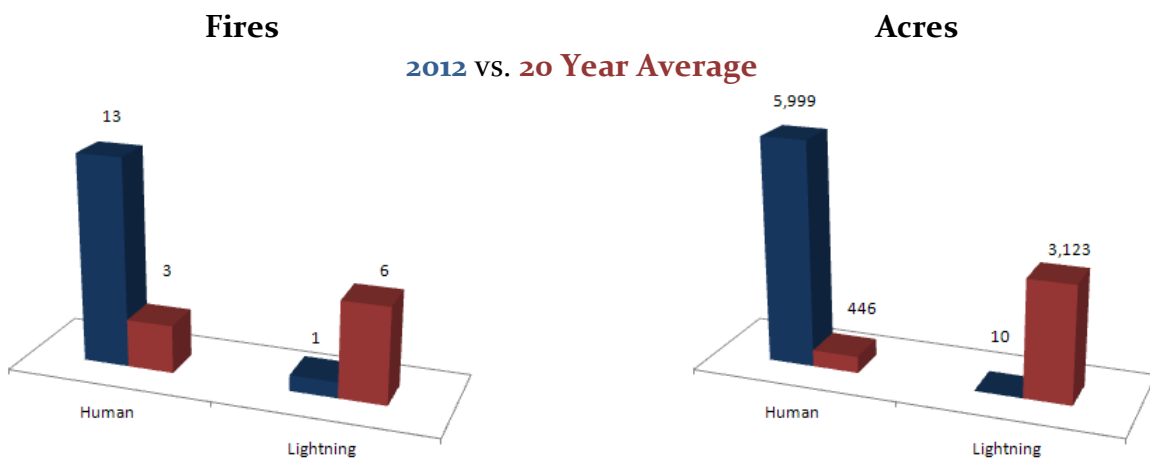 Fires
Acres
2012 vs. 20 Year Average
13
3
1
6
Human
Lightning
5,999
446
10
3,123
Human
Lightning